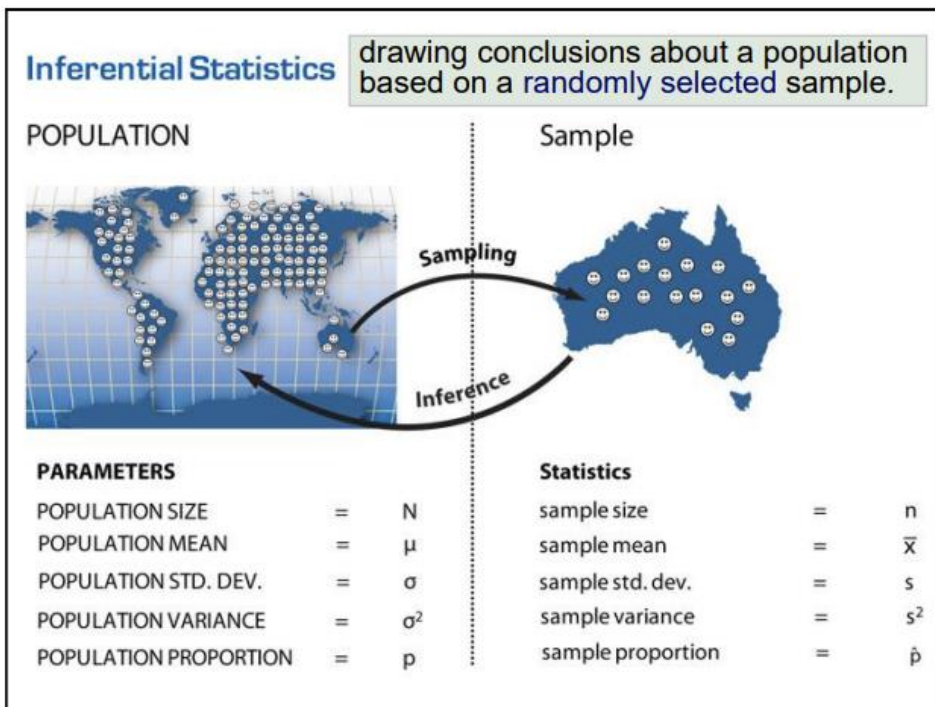 Inferential Statistics
drawing conclusions about a population
based on a randomly selected sample.
POPULATION
Sample
Sampling
Inference
PARAMETERS
POPULATION SIZE = N
POPULATION MEAN = μ
POPULATION STD. DEV. = σ
POPULATION VARIANCE = σ²
POPULATION PROPORTION = p
Statistics
sample size = n
sample mean = x̅
sample std. dev. = s
sample variance = s²
sample proportion = p̂